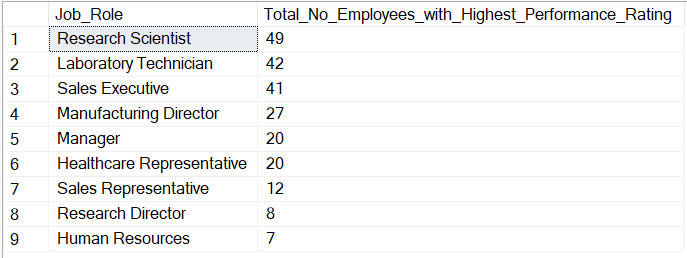 Job_Role Total_No_Employees_with_Highest_Performance_Rating
1 Research Scientist 49
2 Laboratory Technician 42
3 Sales Executive 41
4 Manufacturing Director 27
5 Manager 20
6 Healthcare Representative 20
7 Sales Representative 12
8 Research Director 8
9 Human Resources 7